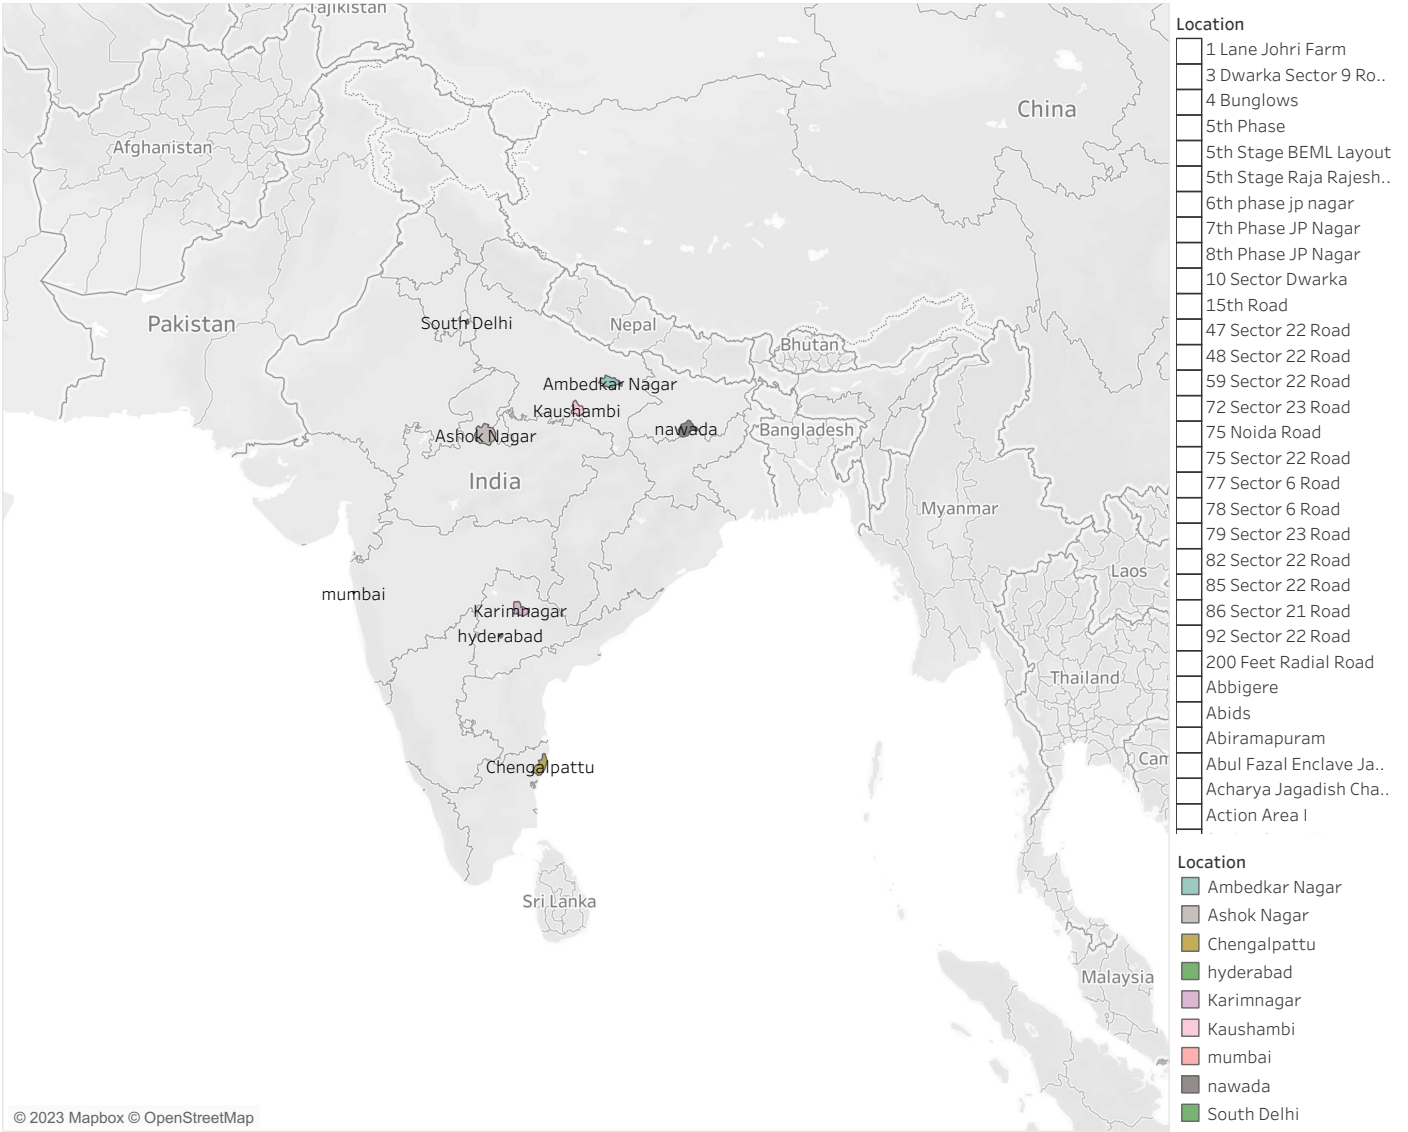 Tajikistan
China
Afghanistan
Pakistan
South Delhi
Nepal
Bhutan
Ambedkar Nagar
Kaushambi
nawada
Bangladesh
Ashok Nagar
India
Myanmar
Laos
mumbai
Karimnagar
hyderabad
Thailand
Cam
Chengalpattu
Sri Lanka
Malaysia
© 2023 Mapbox © OpenStreetMap
Location
1 Lane Johri Farm
3 Dwarka Sector 9 Ro..
4 Bunglows
5th Phase
5th Stage BEML Layout
5th Stage Raja Rajesh..
6th phase jp nagar
7th Phase JP Nagar
8th Phase JP Nagar
10 Sector Dwarka
15th Road
47 Sector 22 Road
48 Sector 22 Road
59 Sector 22 Road
72 Sector 23 Road
75 Noida Road
75 Sector 22 Road
77 Sector 6 Road
78 Sector 6 Road
79 Sector 23 Road
82 Sector 22 Road
85 Sector 22 Road
86 Sector 21 Road
92 Sector 22 Road
200 Feet Radial Road
Abbigere
Abids
Abiramapuram
Abul Fazal Enclave Ja..
Acharya Jagadish Cha..
Action Area I
Location
Ambedkar Nagar
Ashok Nagar
Chengalpattu
hyderabad
Karimnagar
Kaushambi
mumbai
nawada
South Delhi